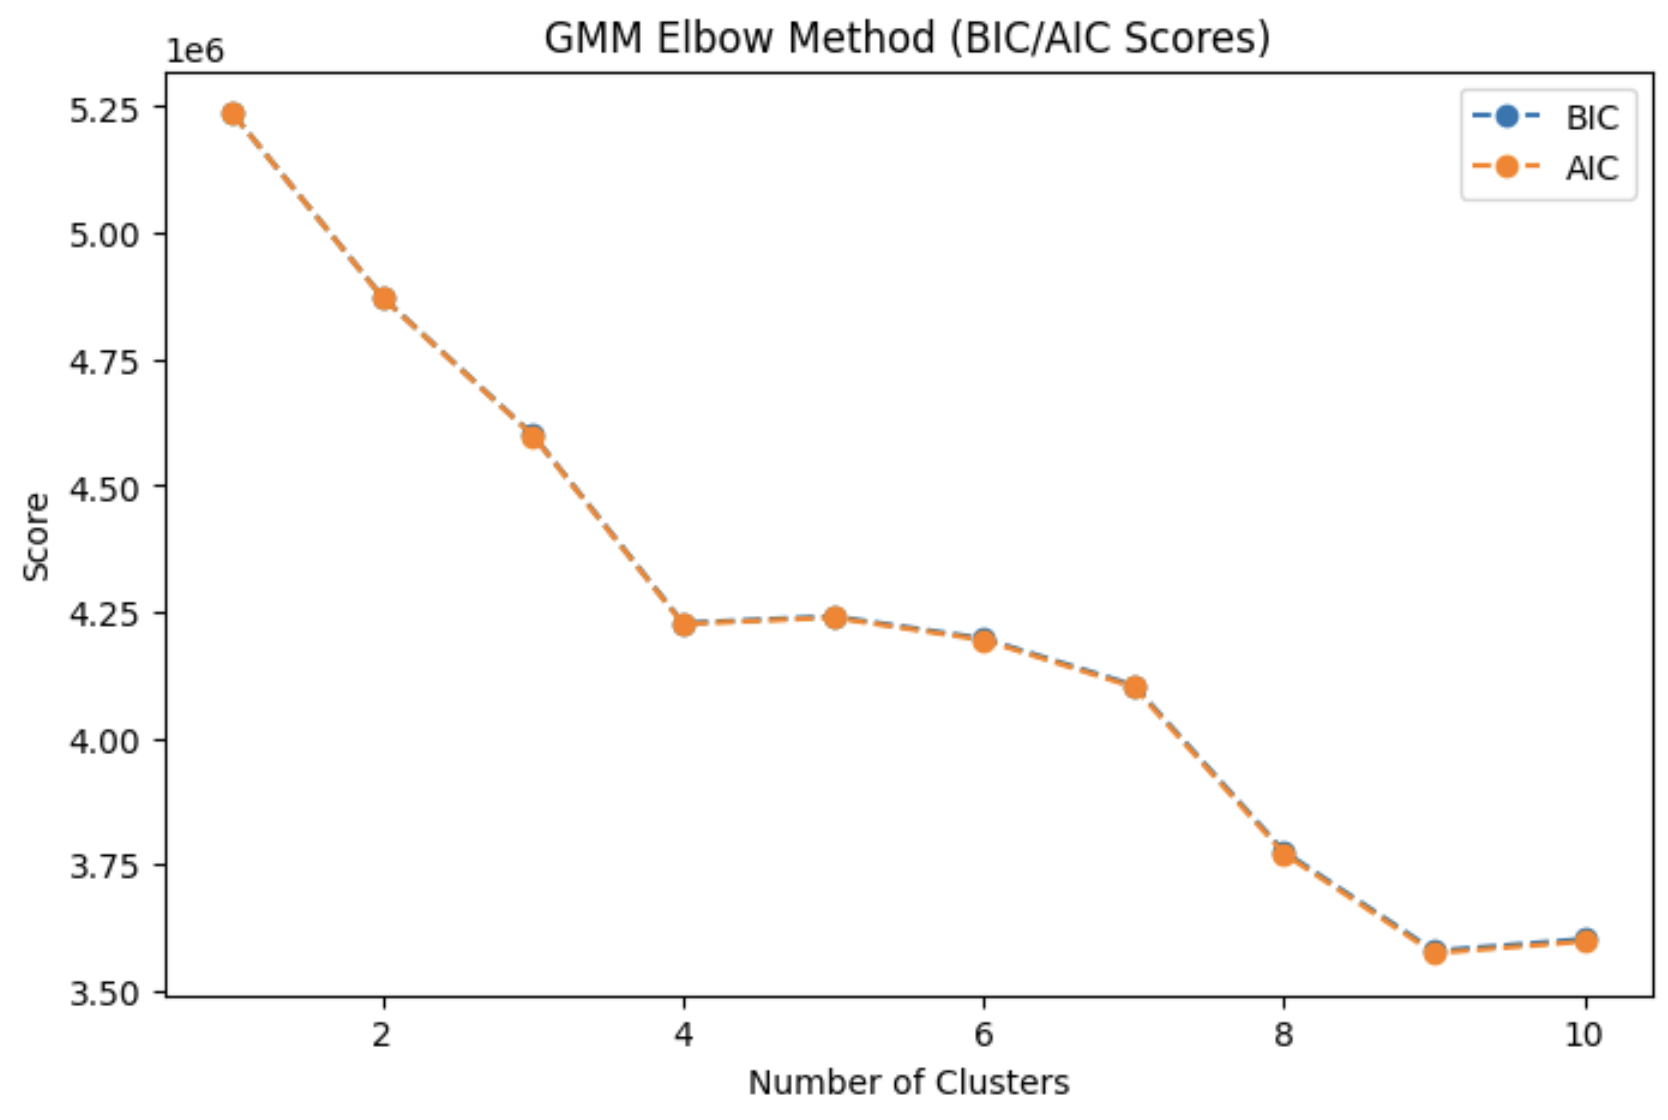 GMM Elbow Method (BIC/AIC Scores)
1e6
5.25
5.00
4.75
4.50
4.25
4.00
3.75
3.50
Score
BIC
AIC
2
4
6
8
10
Number of Clusters